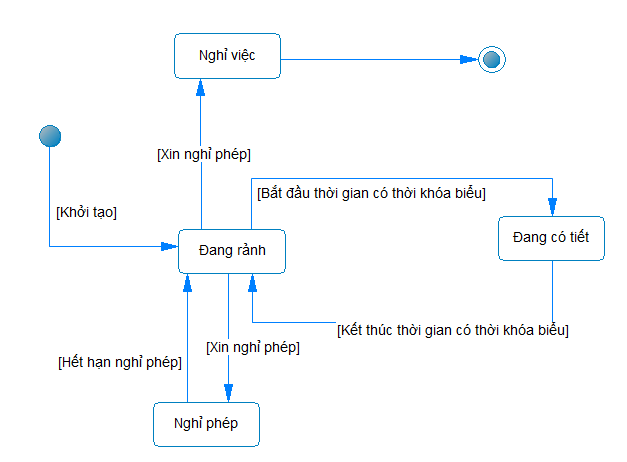 Nghỉ việc
[Xin nghỉ phép]
[Bắt đầu thời gian có thời khóa biểu]
[Khởi tạo]
Đang rảnh
Đang có tiết
[Kết thúc thời gian có thời khóa biểu]
[Xin nghỉ phép]
[Hết hạn nghỉ phép]
Nghỉ phép